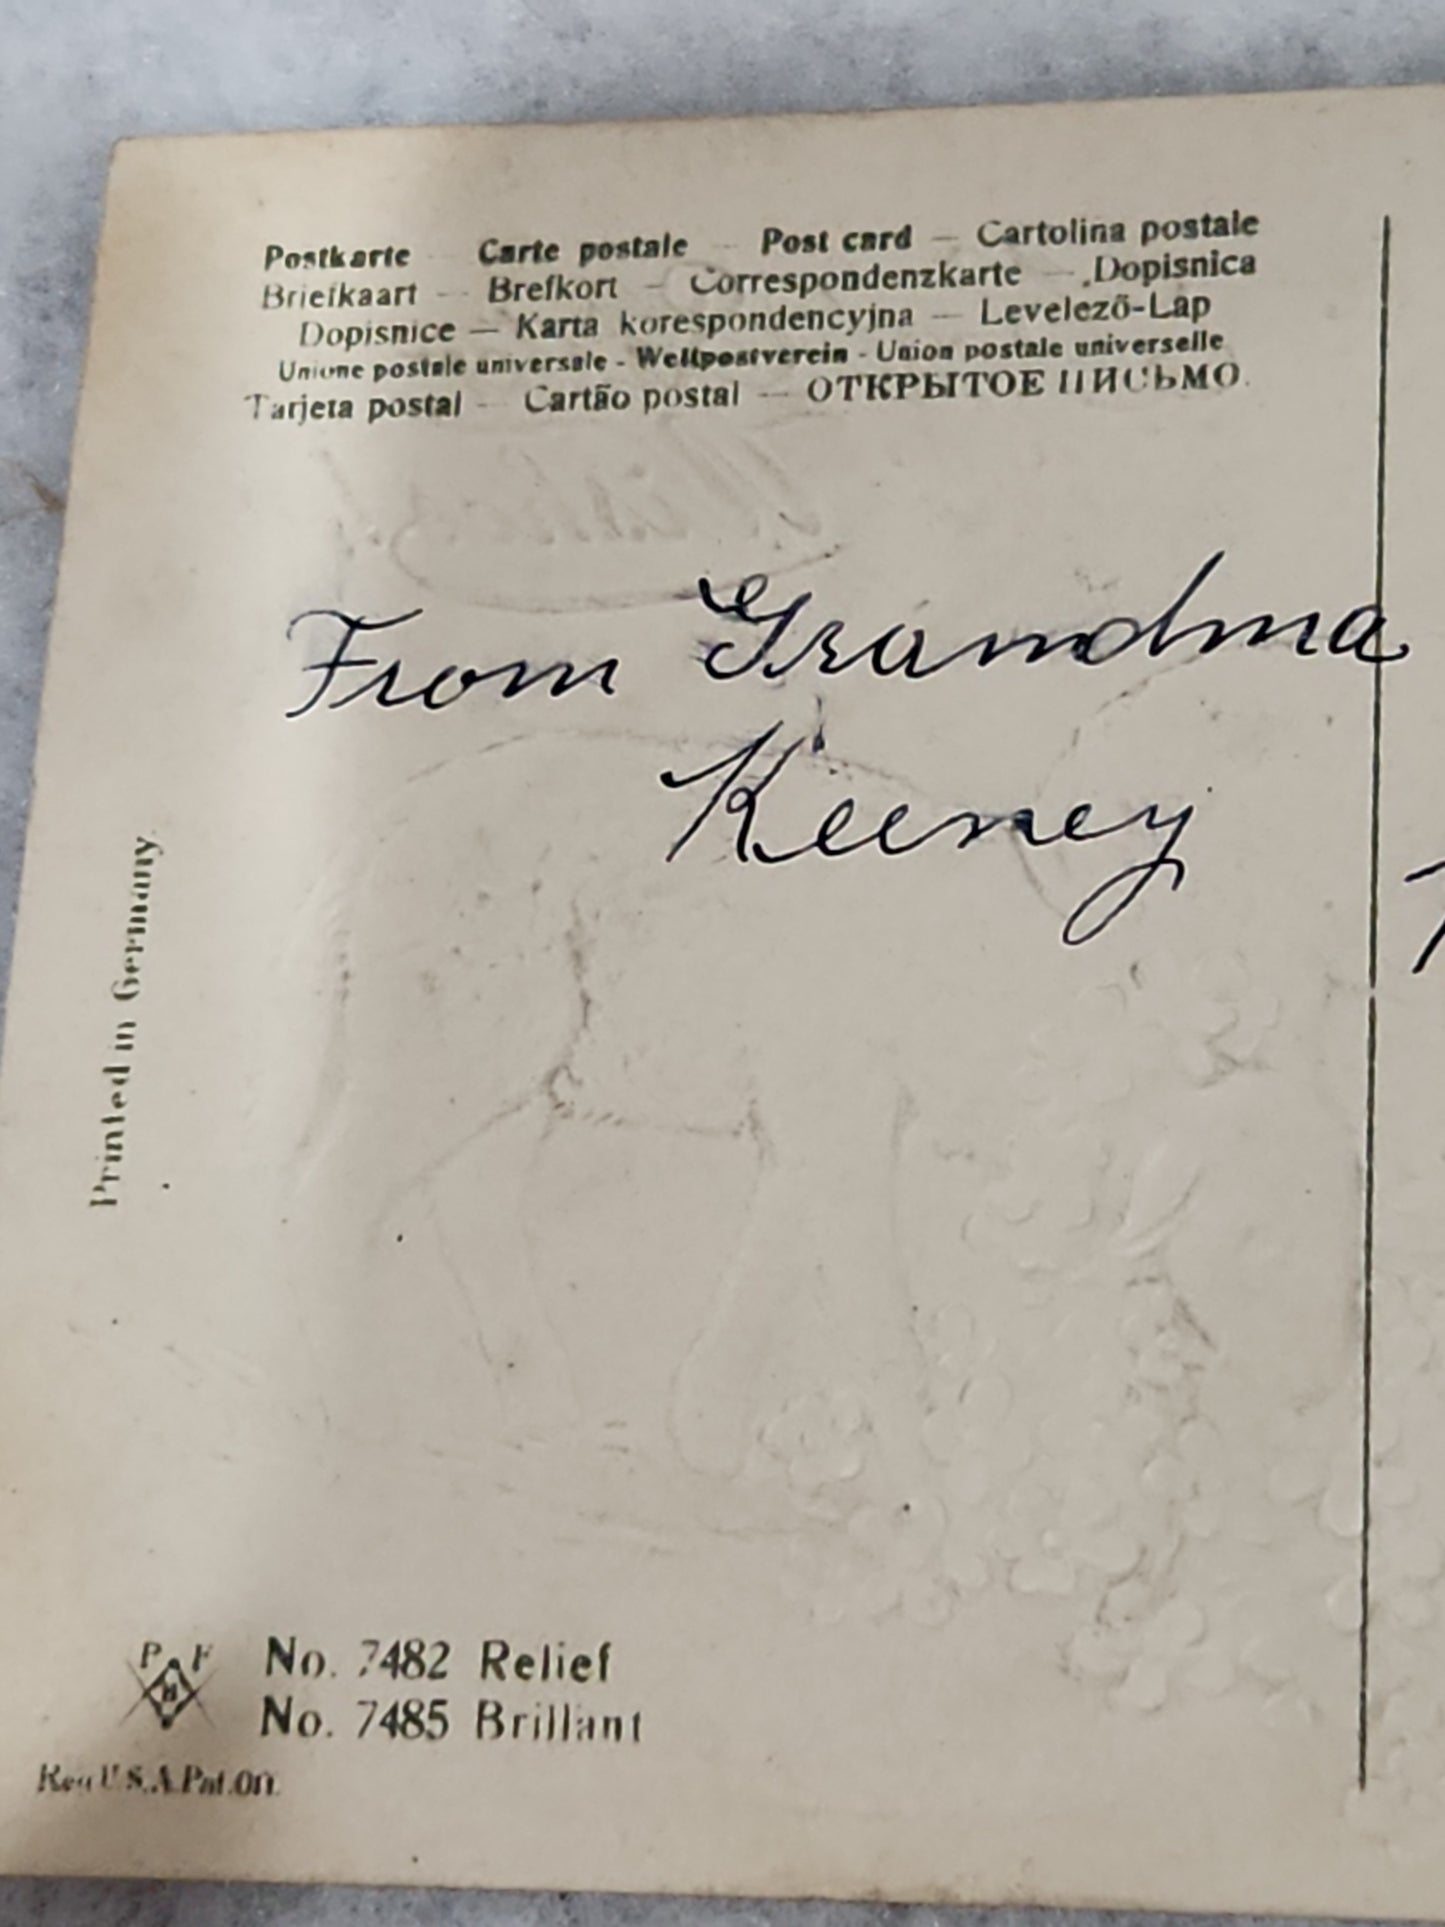 Postkarte — Carte postale — Post card — Cartolina postale
Briefkaart — Brefkort — Correspondenzkarte — Dopisnica
Dopisnice — Karta korespondencyjna — Levelező-Lap
Unione postale universale - Weltpostverein - Union postale universelle
Tarjeta postal — Cartão postal — ОТКРЫТОЕ ПИСЬМО.
From Grandma
Keeney
Printed in Germany
P F
B
No. 7482 Relief
No. 7485 Brillant
Reg U.S.A. Pat. Off.